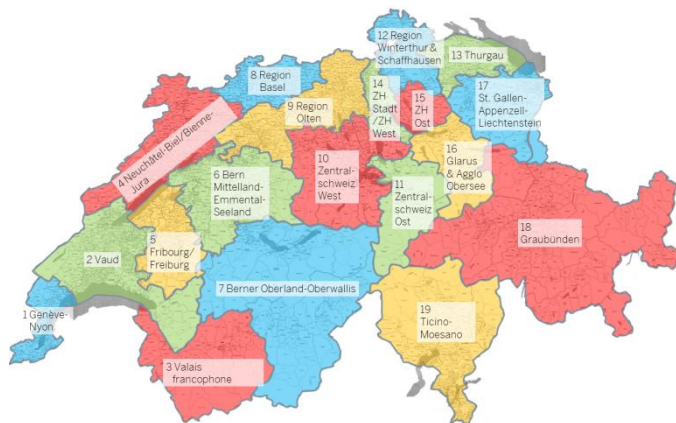 12 Region
Winterthur &
Schaffhausen
13 Thurgau
8 Region
Basel
14
ZH
Stadt
/ZH
West
15
ZH
Ost
17
St. Gallen-
Appenzell-
Liechtenstein
9 Region
Olten
4 Neuchâtel-Biel/Bienne-
Jura
10
Zentral-
schweiz
West
16
Glarus
& Agglo
Obersee
6 Bern
Mittelland-
Emmental-
Seeland
11
Zentral-
schweiz
Ost
18
Graubünden
5
Fribourg/
Freiburg
2 Vaud
7 Berner Oberland-Oberwallis
1 Genève-
Nyon
19
Ticino-
Moesano
3 Valais
francophone